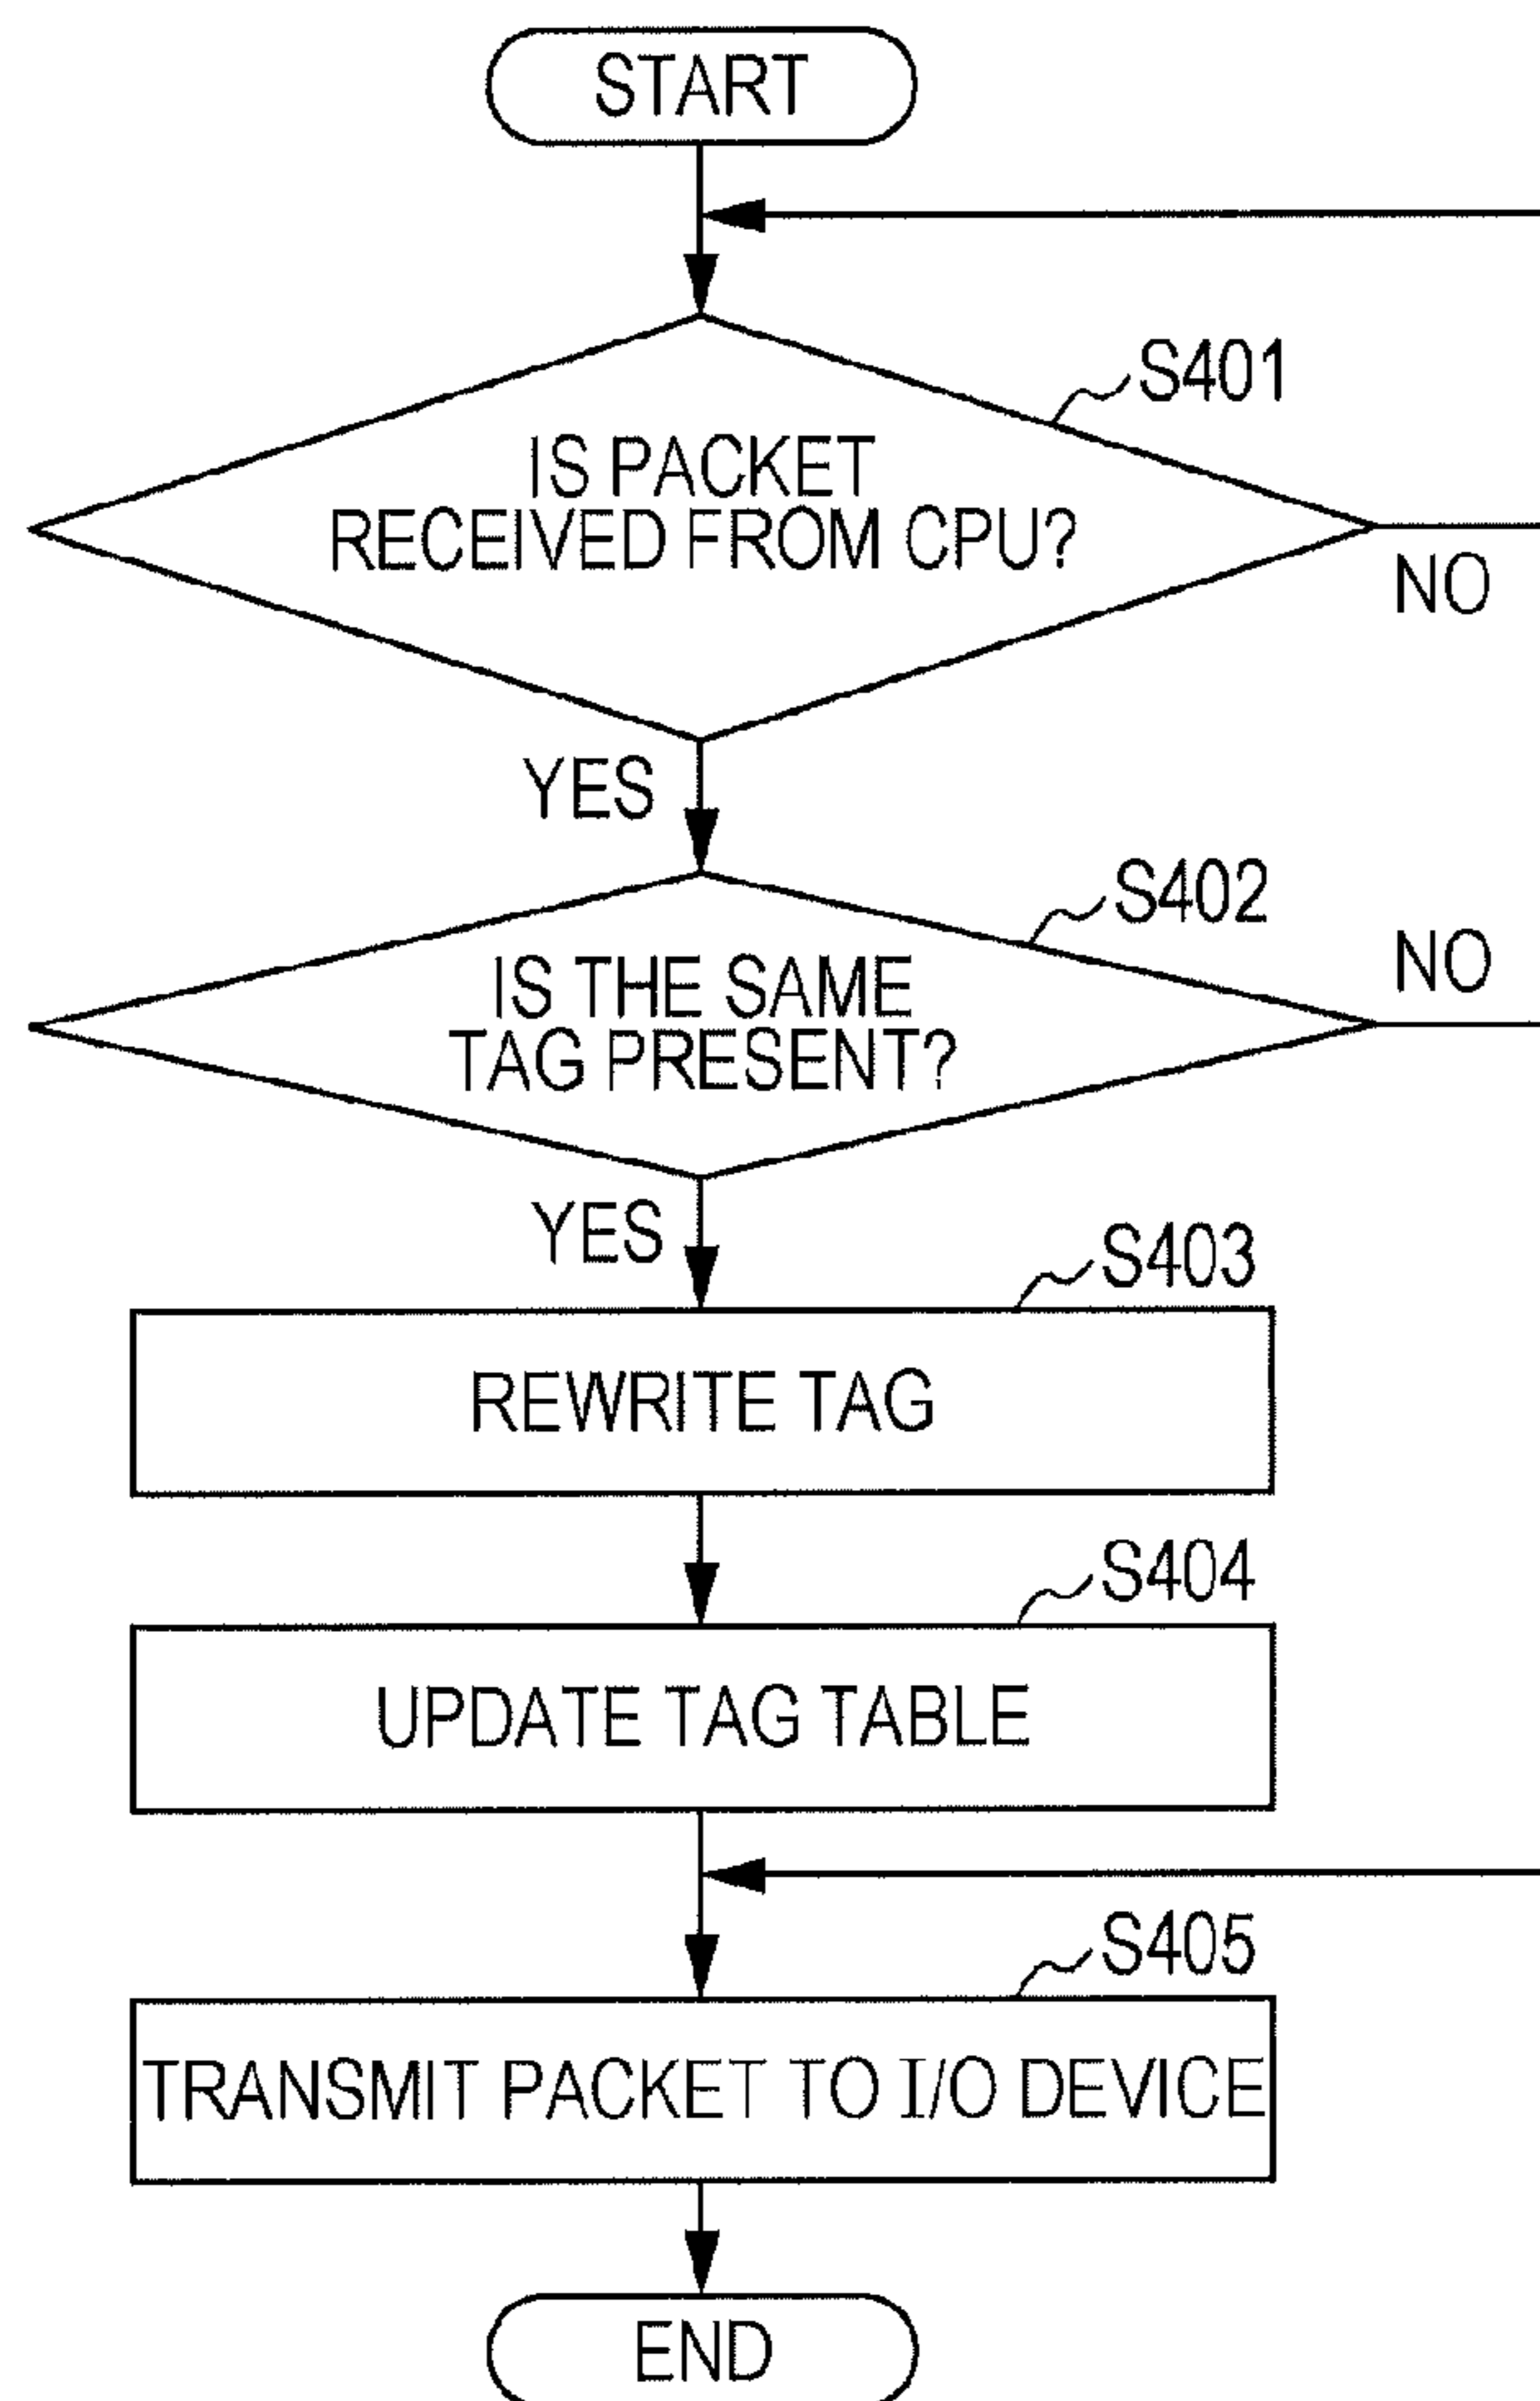 START
S401
IS PACKET
RECEIVED FROM CPU?
NO
YES
S402
NO
IS THE SAME
TAG PRESENT?
YES
S403
REWRITE TAG
S404
UPDATE TAG TABLE
S405
TRANSMIT PACKET TO I/O DEVICE
END